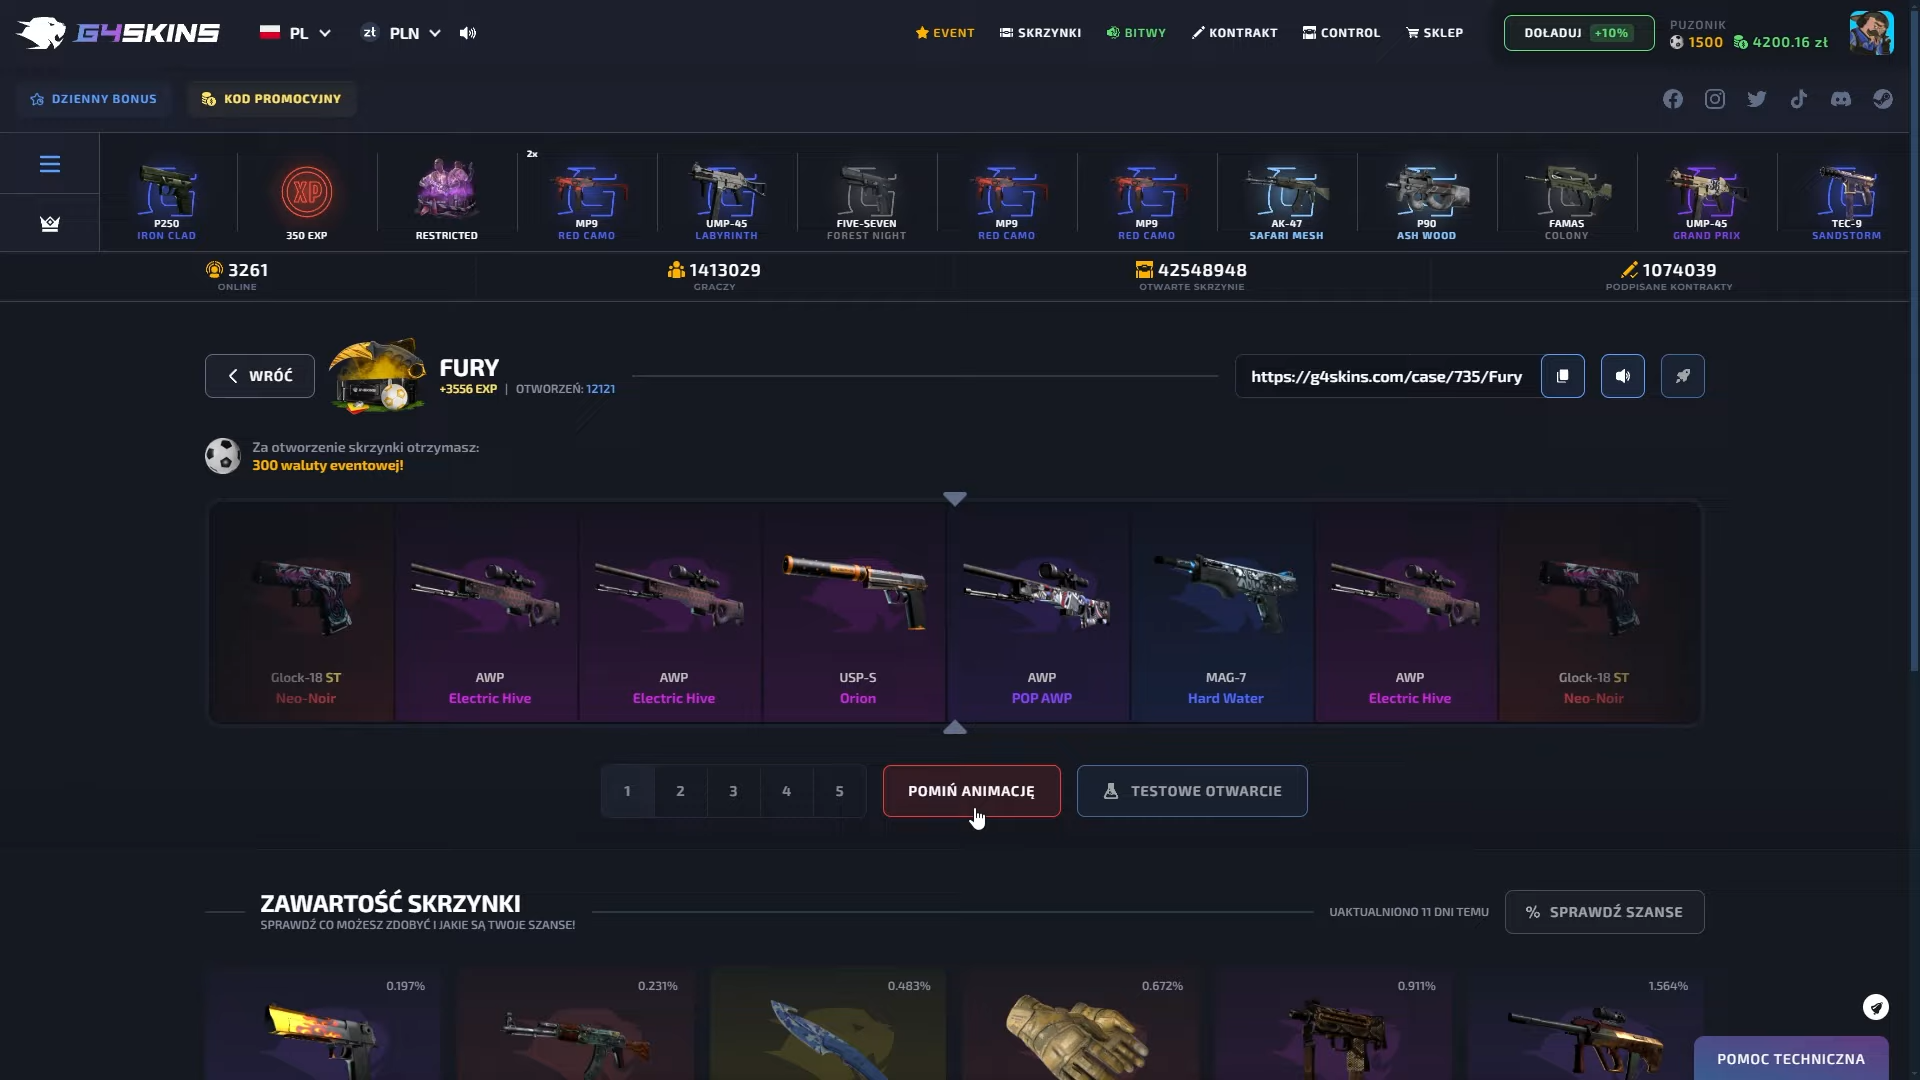 G4SKINS
PL
zł PLN
EVENT
SKRZYNKI
BITWY
KONTRAKT
CONTROL
SKLEP
DOŁADUJ +10%
PUZONIK
1500 4200.16 zł
DZIENNY BONUS
KOD PROMOCYJNY
P250
IRON CLAD
XP
350 EXP
RESTRICTED
2x
MP9
RED CAMO
UMP-45
LABYRINTH
FIVE-SEVEN
FOREST NIGHT
MP9
RED CAMO
MP9
RED CAMO
AK-47
SAFARI MESH
P90
ASH WOOD
FAMAS
COLONY
UMP-45
GRAND PRIX
TEC-9
SANDSTORM
3261
ONLINE
1413029
GRACZY
42548948
OTWARTE SKRZYNIE
1074039
PODPISANE KONTRAKTY
WRÓĆ
FURY
+3556 EXP | OTWORZEŃ: 12121
https://g4skins.com/case/735/Fury
Za otworzenie skrzynki otrzymasz:
300 waluty eventowej!
Glock-18 ST
Neo-Noir
AWP
Electric Hive
AWP
Electric Hive
USP-S
Orion
AWP
POP AWP
MAG-7
Hard Water
AWP
Electric Hive
Glock-18 ST
Neo-Noir
1 2 3 4 5
POMIŃ ANIMACJĘ
TESTOWE OTWARCIE
ZAWARTOŚĆ SKRZYNKI
SPRAWDŹ CO MOŻESZ ZDOBYĆ I JAKIE SĄ TWOJE SZANSE!
UAKTUALNIONO 11 DNI TEMU
% SPRAWDŹ SZANSE
0.197%
0.231%
0.483%
0.672%
0.911%
1.564%
POMOC TECHNICZNA